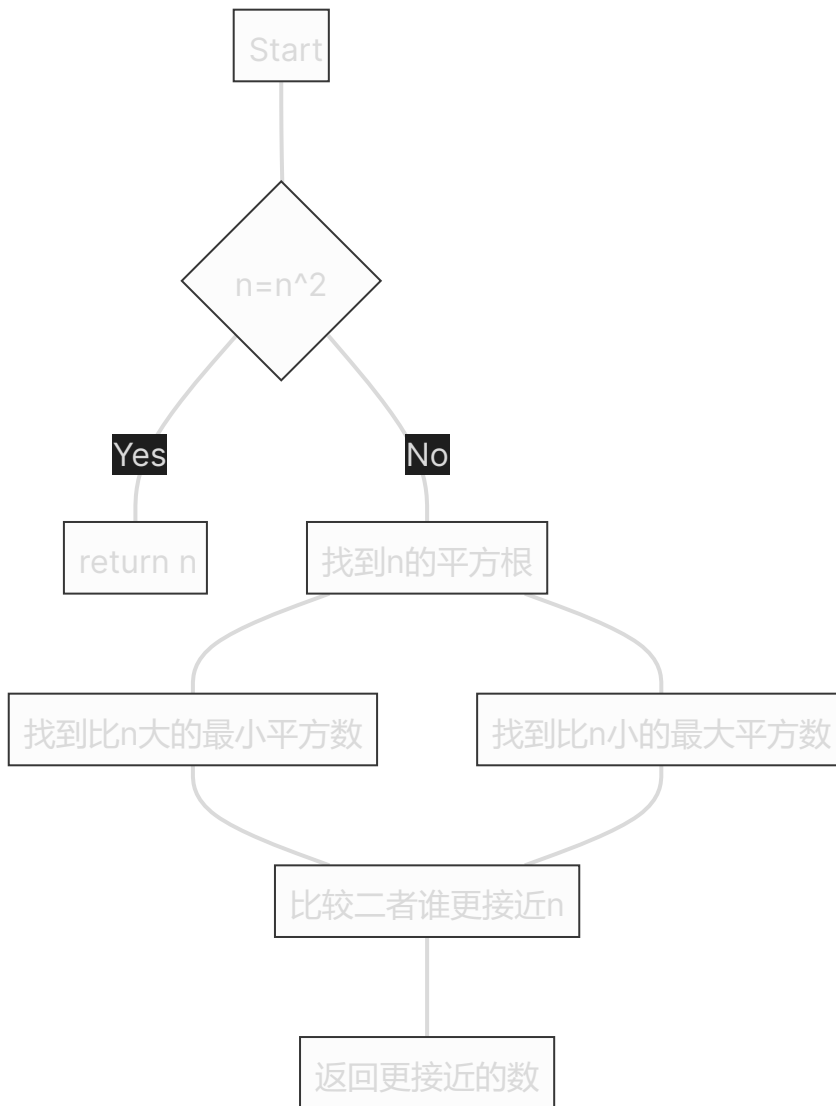 Start
n=n^2
Yes
No
return n
找到n的平方根
找到比n大的最小平方数
找到比n小的最大平方数
比较二者谁更接近n
返回更接近的数